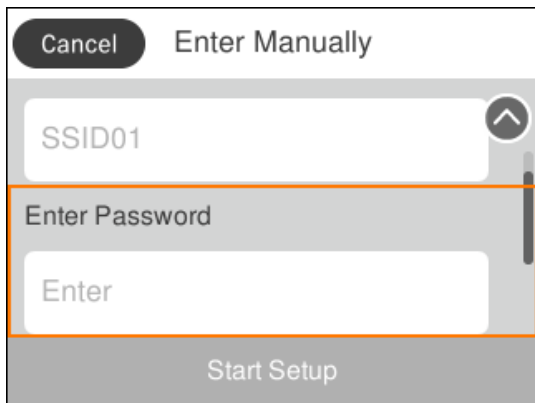 Cancel Enter Manually
SSID01
Enter Password
Enter
Start Setup